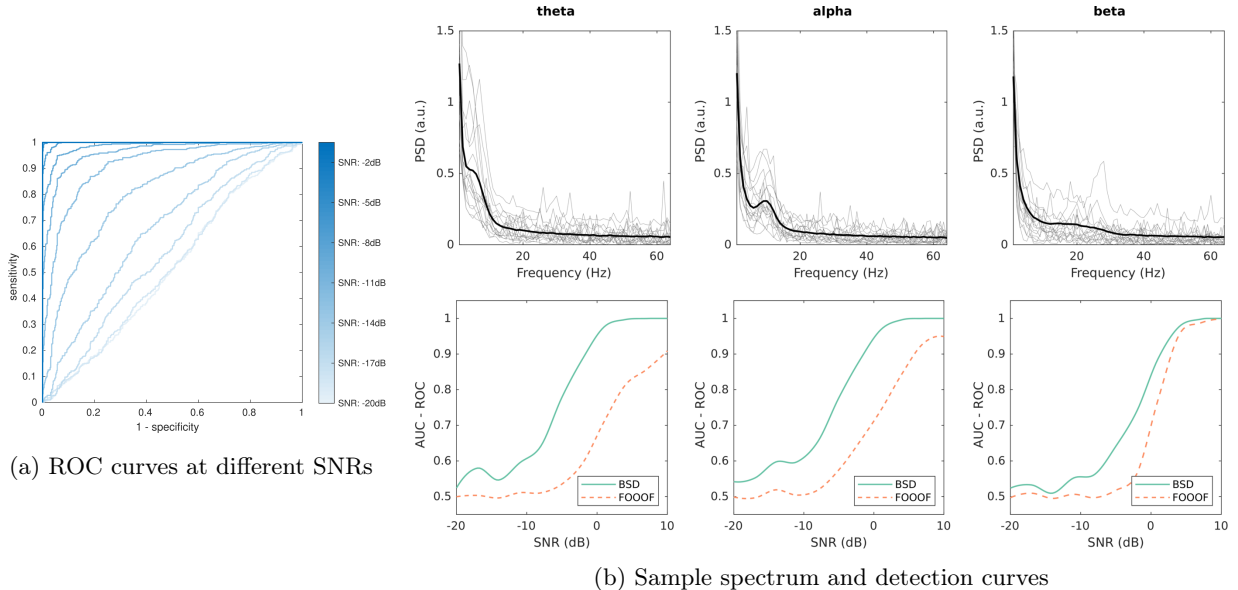 theta
alpha
beta
1.5
1
0.5
0
PSD (a.u.)
20
40
60
Frequency (Hz)
1.5
1
0.5
0
PSD (a.u.)
20
40
60
Frequency (Hz)
1.5
1
0.5
0
PSD (a.u.)
20
40
60
Frequency (Hz)
1
0.9
0.8
0.7
0.6
0.5
0.4
0.3
0.2
0.1
0
sensitivity
0
0.2
0.4
0.6
0.8
1
1 - specificity
SNR: -2dB
SNR: -5dB
SNR: -8dB
SNR: -11dB
SNR: -14dB
SNR: -17dB
SNR: -20dB
(a) ROC curves at different SNRs
1
0.9
0.8
0.7
0.6
0.5
AUC - ROC
BSD
FOOOF
-20
-10
0
10
SNR (dB)
1
0.9
0.8
0.7
0.6
0.5
AUC - ROC
BSD
FOOOF
-20
-10
0
10
SNR (dB)
1
0.9
0.8
0.7
0.6
0.5
AUC - ROC
BSD
FOOOF
-20
-10
0
10
SNR (dB)
(b) Sample spectrum and detection curves